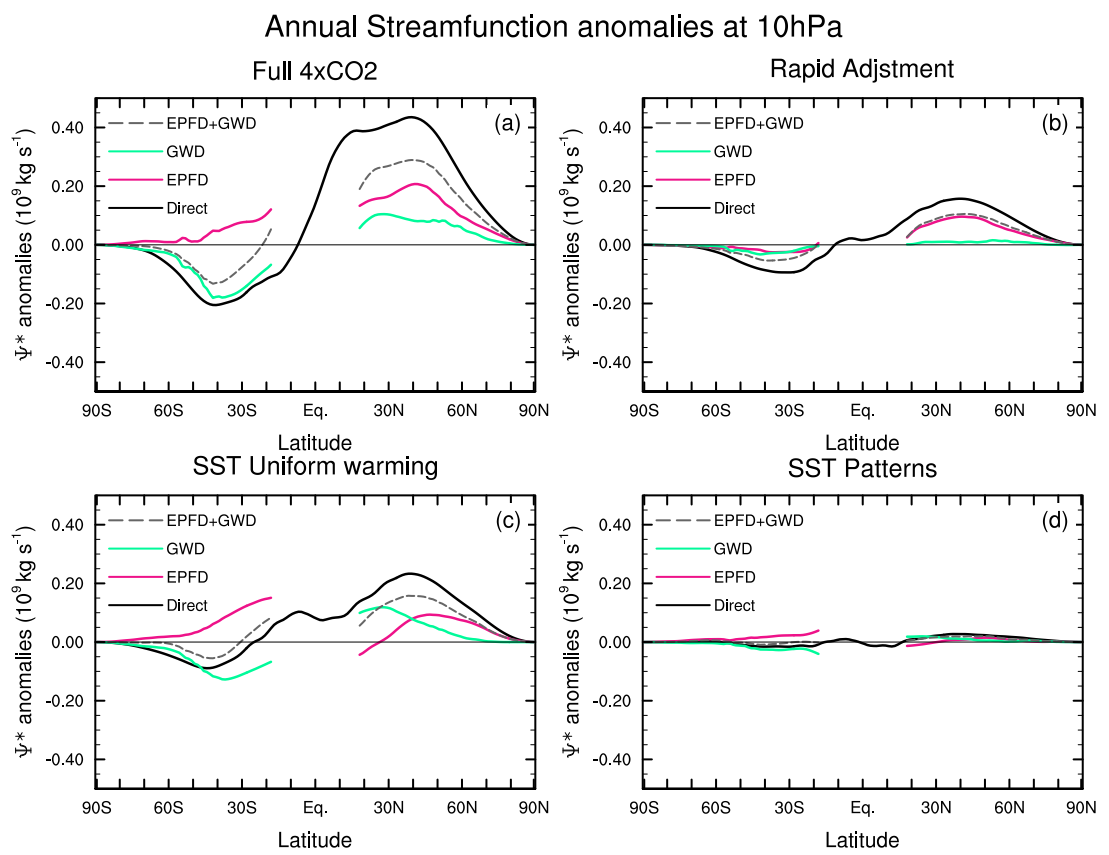 Annual Streamfunction anomalies at 10hPa
Full 4xCO2
(a)
EPFD+GWD
GWD
EPFD
Direct
0.40
0.20
0.00
-0.20
-0.40
Ψ* anomalies (10⁹ kg s⁻¹)
90S 60S 30S Eq. 30N 60N 90N
Latitude
Rapid Adjstment
(b)
EPFD+GWD
GWD
EPFD
Direct
0.40
0.20
0.00
-0.20
-0.40
Ψ* anomalies (10⁹ kg s⁻¹)
90S 60S 30S Eq. 30N 60N 90N
Latitude
SST Uniform warming
(c)
EPFD+GWD
GWD
EPFD
Direct
0.40
0.20
0.00
-0.20
-0.40
Ψ* anomalies (10⁹ kg s⁻¹)
90S 60S 30S Eq. 30N 60N 90N
Latitude
SST Patterns
(d)
EPFD+GWD
GWD
EPFD
Direct
0.40
0.20
0.00
-0.20
-0.40
Ψ* anomalies (10⁹ kg s⁻¹)
90S 60S 30S Eq. 30N 60N 90N
Latitude